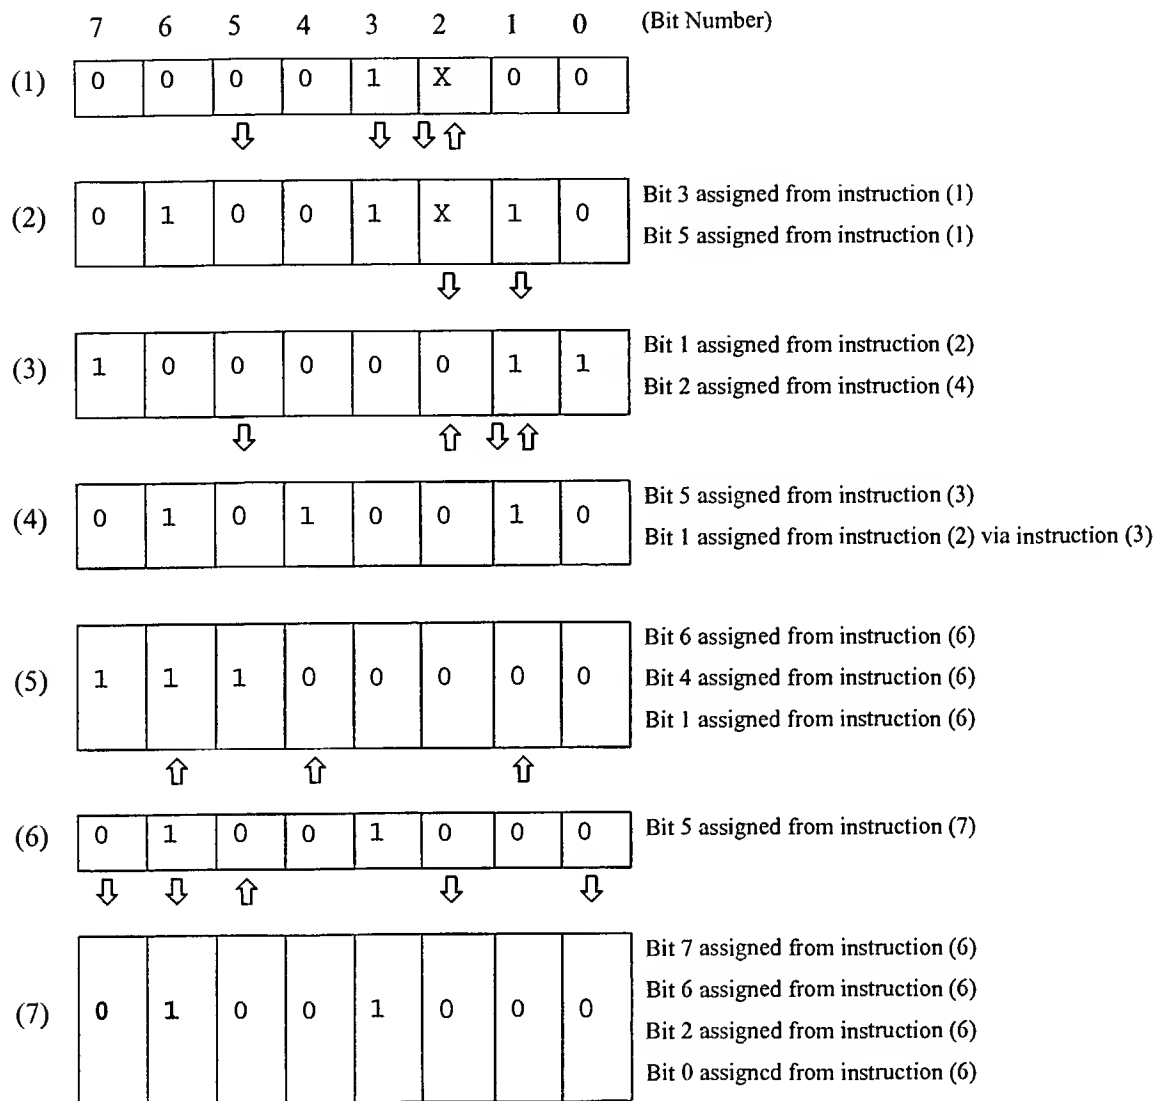 7 6 5 4 3 2 1 0 (Bit Number)
(1) 0 0 0 0 1 X 0 0
(2) 0 1 0 0 1 X 1 0
Bit 3 assigned from instruction (1)
Bit 5 assigned from instruction (1)
(3) 1 0 0 0 0 0 1 1
Bit 1 assigned from instruction (2)
Bit 2 assigned from instruction (4)
(4) 0 1 0 1 0 0 1 0
Bit 5 assigned from instruction (3)
Bit 1 assigned from instruction (2) via instruction (3)
(5) 1 1 1 0 0 0 0 0
Bit 6 assigned from instruction (6)
Bit 4 assigned from instruction (6)
Bit 1 assigned from instruction (6)
(6) 0 1 0 0 1 0 0 0
Bit 5 assigned from instruction (7)
(7) 0 1 0 0 1 0 0 0
Bit 7 assigned from instruction (6)
Bit 6 assigned from instruction (6)
Bit 2 assigned from instruction (6)
Bit 0 assigned from instruction (6)